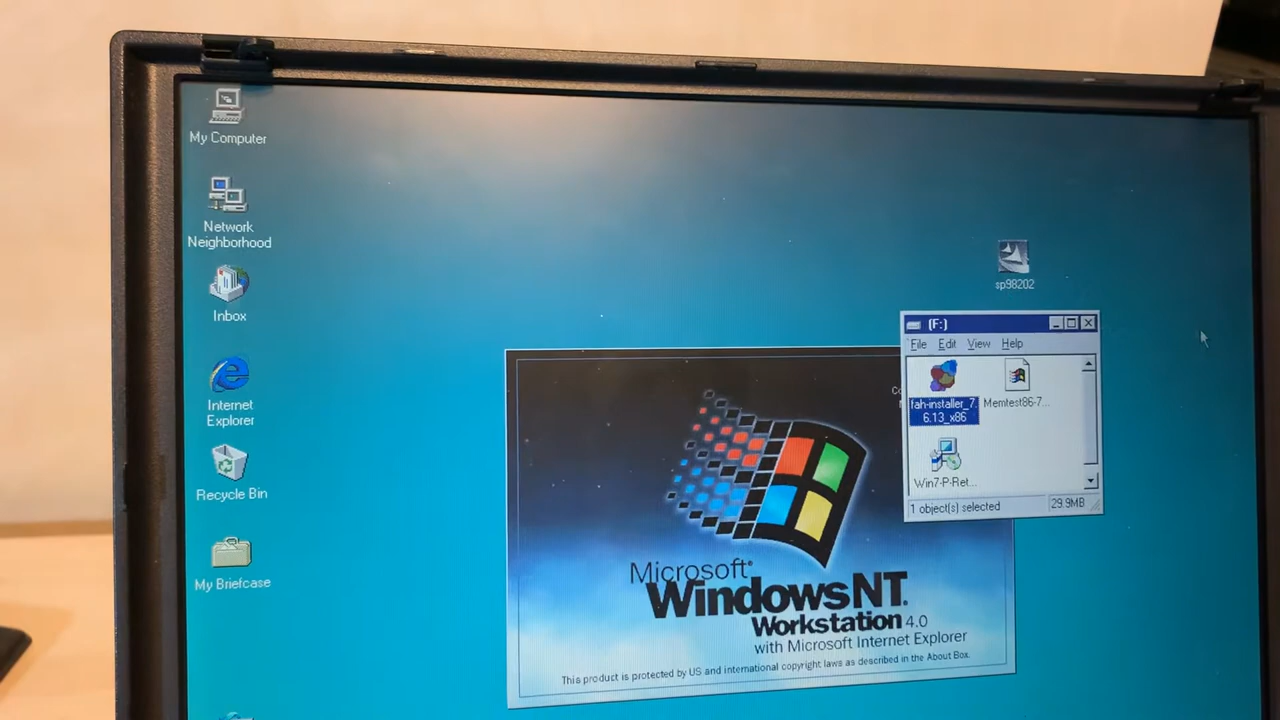 My Computer
Network
Neighborhood
Inbox
Internet
Explorer
Recycle Bin
My Briefcase
sp98202
(F:)
File Edit View Help
fah-installer_7.
6.13_x86
Memtest86-7...
Win7-P-Ret...
1 object(s) selected
29.9MB
Microsoft®
Windows NT®
Workstation 4.0
with Microsoft Internet Explorer
This product is protected by US and international copyright laws as described in the About Box.